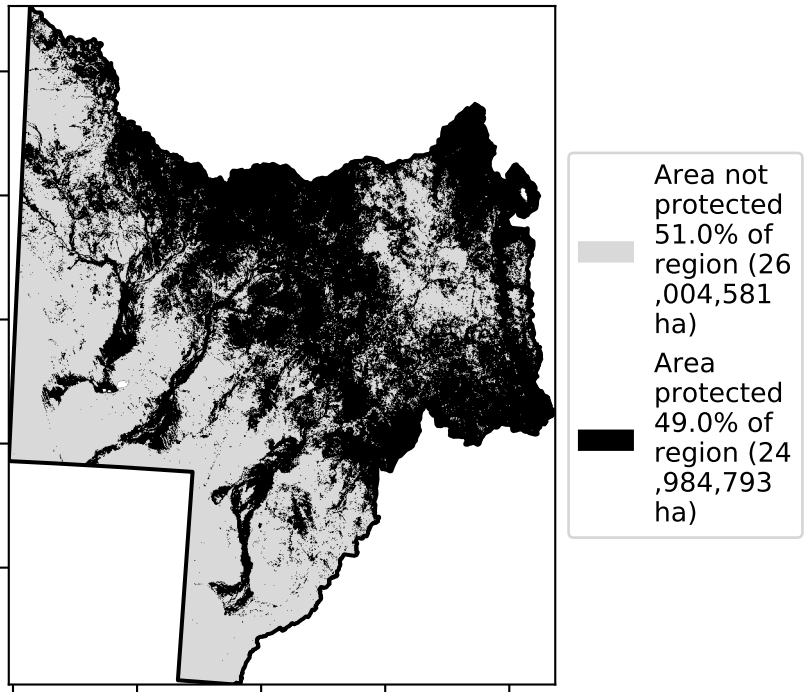 Area not
protected
51.0% of
region (26
,004,581
ha)
Area
protected
49.0% of
region (24
,984,793
ha)